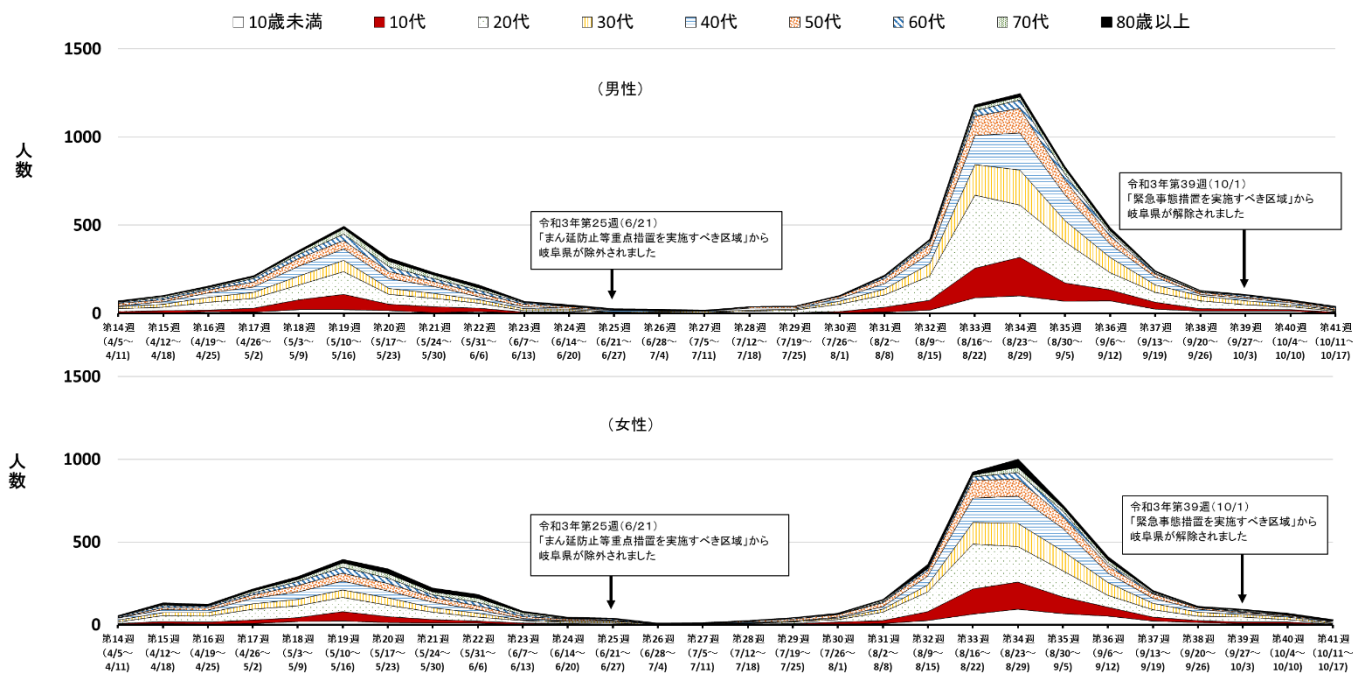 10歳未満 10代 20代 30代 40代 50代 60代 70代 80歳以上
1500
1000
500
0
人数
(男性)
令和3年第25週(6/21)
「まん延防止等重点措置を実施すべき区域」から
岐阜県が除外されました
令和3年第39週(10/1)
「緊急事態措置を実施すべき区域」から
岐阜県が解除されました
第14週 第15週 第16週 第17週 第18週 第19週 第20週 第21週 第22週 第23週 第24週 第25週 第26週 第27週 第28週 第29週 第30週 第31週 第32週 第33週 第34週 第35週 第36週 第37週 第38週 第39週 第40週 第41週
(4/5～ (4/12～ (4/19～ (4/26～ (5/3～ (5/10～ (5/17～ (5/24～ (5/31～ (6/7～ (6/14～ (6/21～ (6/28～ (7/5～ (7/12～ (7/19～ (7/26～ (8/2～ (8/9～ (8/16～ (8/23～ (8/30～ (9/6～ (9/13～ (9/20～ (9/27～ (10/4～ (10/11～
4/11) 4/18) 4/25) 5/2) 5/9) 5/16) 5/23) 5/30) 6/6) 6/13) 6/20) 6/27) 7/4) 7/11) 7/18) 7/25) 8/1) 8/8) 8/15) 8/22) 8/29) 9/5) 9/12) 9/19) 9/26) 10/3) 10/10) 10/17)
1500
1000
500
0
人数
(女性)
令和3年第25週(6/21)
「まん延防止等重点措置を実施すべき区域」から
岐阜県が除外されました
令和3年第39週(10/1)
「緊急事態措置を実施すべき区域」から
岐阜県が解除されました
第14週 第15週 第16週 第17週 第18週 第19週 第20週 第21週 第22週 第23週 第24週 第25週 第26週 第27週 第28週 第29週 第30週 第31週 第32週 第33週 第34週 第35週 第36週 第37週 第38週 第39週 第40週 第41週
(4/5～ (4/12～ (4/19～ (4/26～ (5/3～ (5/10～ (5/17～ (5/24～ (5/31～ (6/7～ (6/14～ (6/21～ (6/28～ (7/5～ (7/12～ (7/19～ (7/26～ (8/2～ (8/9～ (8/16～ (8/23～ (8/30～ (9/6～ (9/13～ (9/20～ (9/27～ (10/4～ (10/11～
4/11) 4/18) 4/25) 5/2) 5/9) 5/16) 5/23) 5/30) 6/6) 6/13) 6/20) 6/27) 7/4) 7/11) 7/18) 7/25) 8/1) 8/8) 8/15) 8/22) 8/29) 9/5) 9/12) 9/19) 9/26) 10/3) 10/10) 10/17)